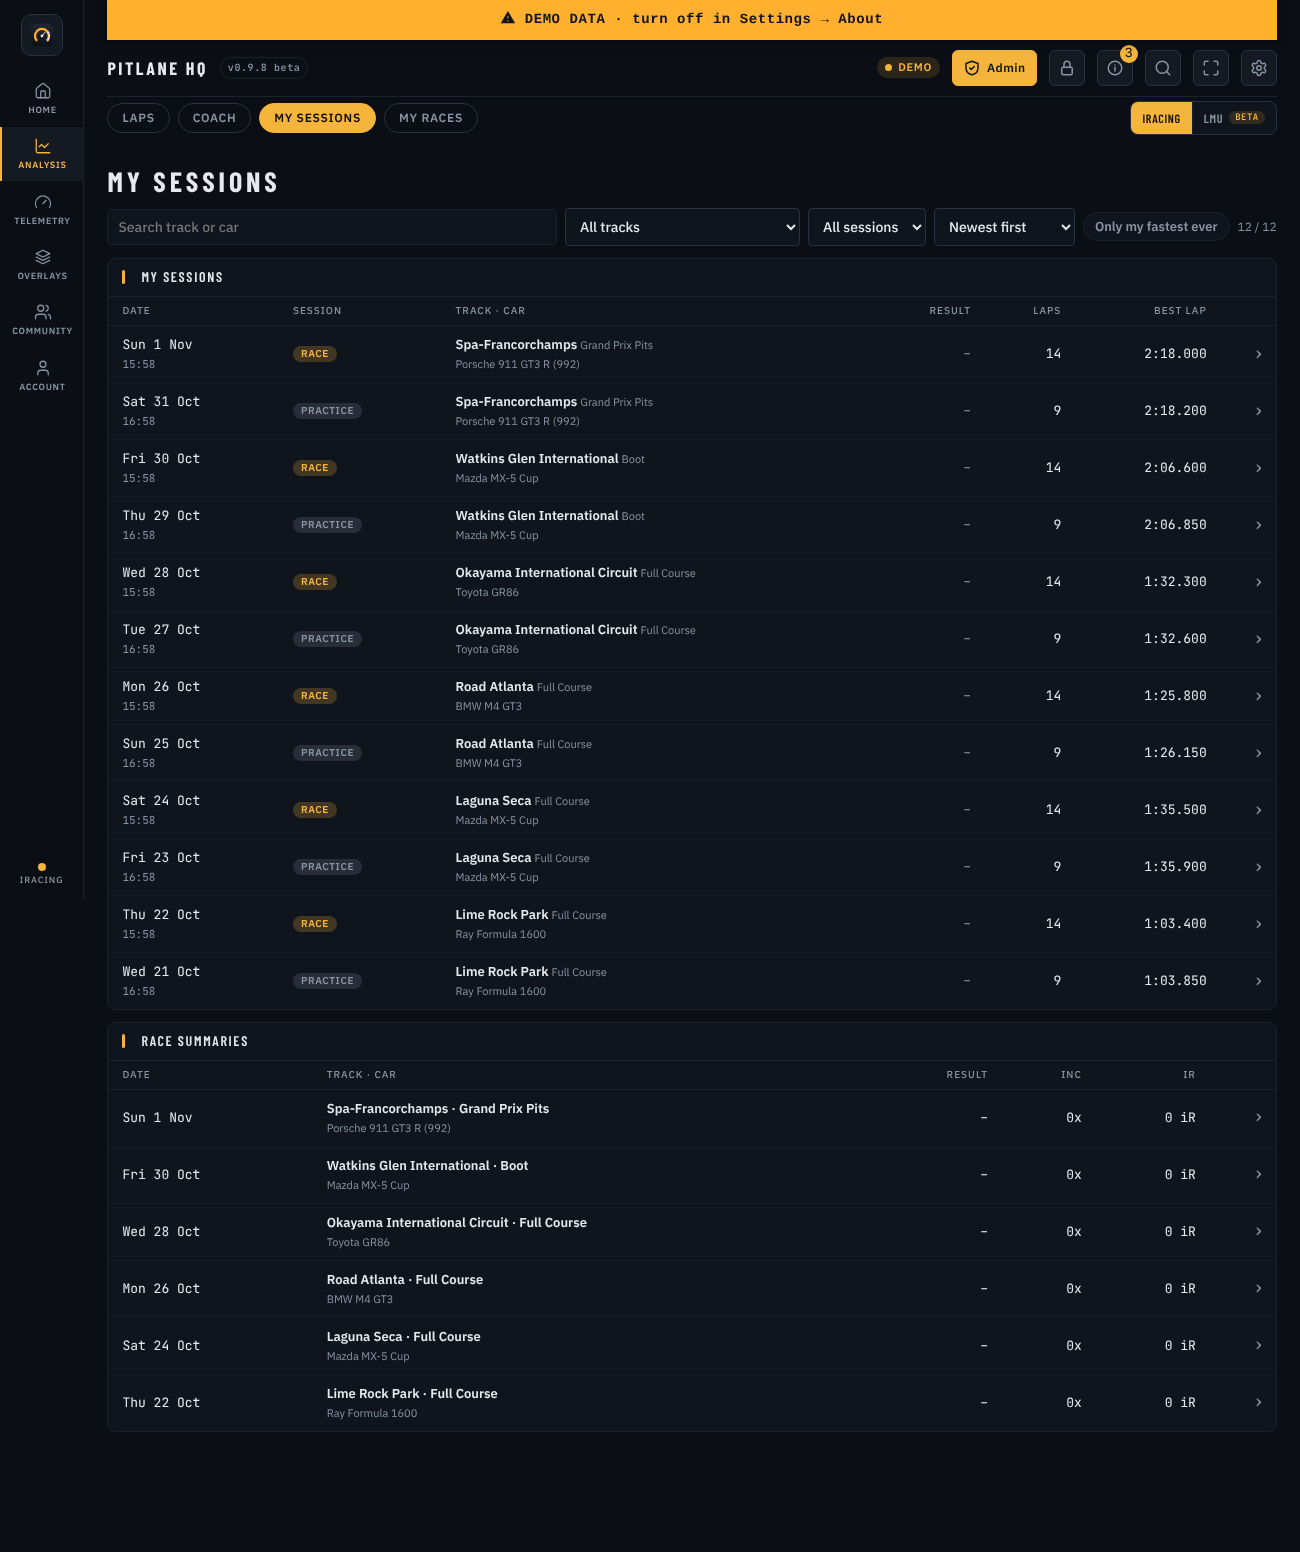 ⚠ DEMO DATA · turn off in Settings → About
PITLANE HQ v0.9.8 beta
DEMO Admin 3
HOME
ANALYSIS
TELEMETRY
OVERLAYS
COMMUNITY
ACCOUNT
IRACING
LAPS COACH MY SESSIONS MY RACES IRACING LMU BETA
MY SESSIONS
Search track or car All tracks All sessions Newest first Only my fastest ever 12 / 12
MY SESSIONS
DATE SESSION TRACK · CAR RESULT LAPS BEST LAP
Sun 1 Nov 15:58 RACE Spa-Francorchamps Grand Prix Pits Porsche 911 GT3 R (992) – 14 2:18.000 ›
Sat 31 Oct 16:58 PRACTICE Spa-Francorchamps Grand Prix Pits Porsche 911 GT3 R (992) – 9 2:18.200 ›
Fri 30 Oct 15:58 RACE Watkins Glen International Boot Mazda MX-5 Cup – 14 2:06.600 ›
Thu 29 Oct 16:58 PRACTICE Watkins Glen International Boot Mazda MX-5 Cup – 9 2:06.850 ›
Wed 28 Oct 15:58 RACE Okayama International Circuit Full Course Toyota GR86 – 14 1:32.300 ›
Tue 27 Oct 16:58 PRACTICE Okayama International Circuit Full Course Toyota GR86 – 9 1:32.600 ›
Mon 26 Oct 15:58 RACE Road Atlanta Full Course BMW M4 GT3 – 14 1:25.800 ›
Sun 25 Oct 16:58 PRACTICE Road Atlanta Full Course BMW M4 GT3 – 9 1:26.150 ›
Sat 24 Oct 15:58 RACE Laguna Seca Full Course Mazda MX-5 Cup – 14 1:35.500 ›
Fri 23 Oct 16:58 PRACTICE Laguna Seca Full Course Mazda MX-5 Cup – 9 1:35.900 ›
Thu 22 Oct 15:58 RACE Lime Rock Park Full Course Ray Formula 1600 – 14 1:03.400 ›
Wed 21 Oct 16:58 PRACTICE Lime Rock Park Full Course Ray Formula 1600 – 9 1:03.850 ›
RACE SUMMARIES
DATE TRACK · CAR RESULT INC IR
Sun 1 Nov Spa-Francorchamps · Grand Prix Pits Porsche 911 GT3 R (992) – 0x 0 iR ›
Fri 30 Oct Watkins Glen International · Boot Mazda MX-5 Cup – 0x 0 iR ›
Wed 28 Oct Okayama International Circuit · Full Course Toyota GR86 – 0x 0 iR ›
Mon 26 Oct Road Atlanta · Full Course BMW M4 GT3 – 0x 0 iR ›
Sat 24 Oct Laguna Seca · Full Course Mazda MX-5 Cup – 0x 0 iR ›
Thu 22 Oct Lime Rock Park · Full Course Ray Formula 1600 – 0x 0 iR ›